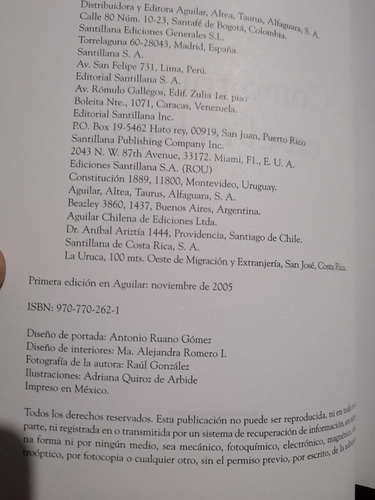 Distribuidora y Editora Aguilar, Altea, Taurus, Alfaguara, S. A.
Calle 80 Núm. 10-23, Santafé de Bogotá, Colombia.
Santillana Ediciones Generales S.L.
Torrelaguna 60-28043, Madrid, España.
Santillana S. A.
Av. San Felipe 731, Lima, Perú.
Editorial Santillana S. A.
Av. Rómulo Gallegos, Edif. Zulia 1er. piso
Boleita Nte., 1071, Caracas, Venezuela.
Editorial Santillana Inc.
P.O. Box 19-5462 Hato rey, 00919, San Juan, Puerto Rico
Santillana Publishing Company Inc.
2043 N. W. 87th Avenue, 33172. Miami, Fl., E. U. A.
Ediciones Santillana S.A. (ROU)
Constitución 1889, 11800, Montevideo, Uruguay.
Aguilar, Altea, Taurus, Alfaguara, S. A.
Beazley 3860, 1437, Buenos Aires, Argentina.
Aguilar Chilena de Ediciones Ltda.
Dr. Aníbal Ariztía 1444, Providencia, Santiago de Chile.
Santillana de Costa Rica, S. A.
La Uruca, 100 mts. Oeste de Migración y Extranjería, San José, Costa Rica.
Primera edición en Aguilar: noviembre de 2005
ISBN: 970-770-262-1
Diseño de portada: Antonio Ruano Gómez
Diseño de interiores: Ma. Alejandra Romero I.
Fotografía de la autora: Raúl González
Ilustraciones: Adriana Quiroz de Arbide
Impreso en México.
Todos los derechos reservados. Esta publicación no puede ser reproducida, ni en todo ni en
parte, ni registrada en o transmitida por un sistema de recuperación de información, en
na forma ni por ningún medio, sea mecánico, fotoquímico, electrónico, magnético,
troóptico, por fotocopia o cualquier otro, sin el permiso previo, por escrito, de la